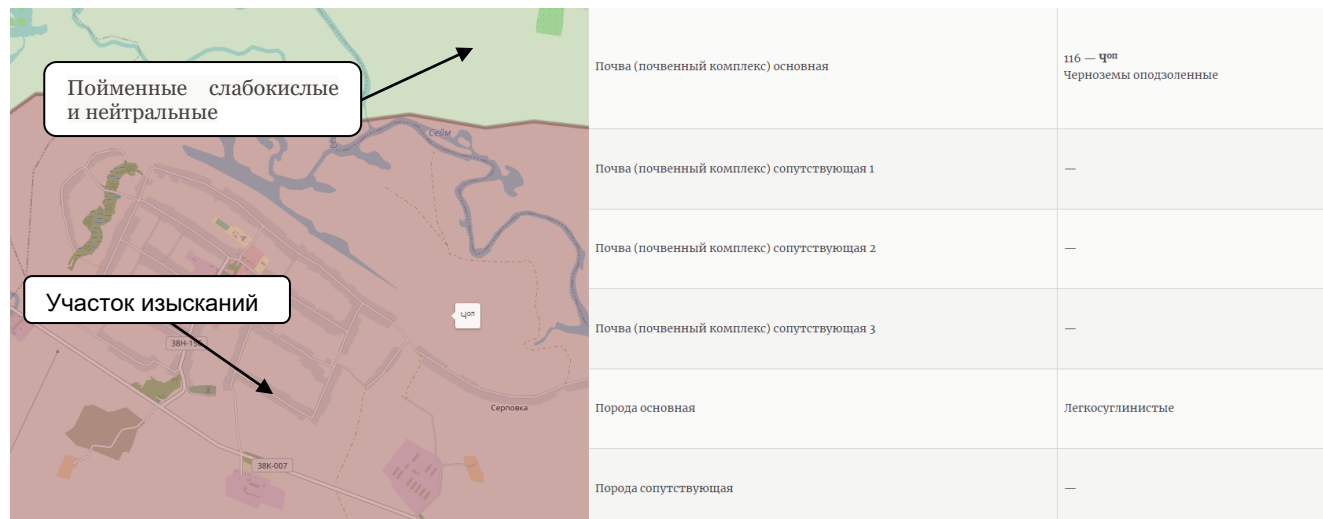 Пойменные слабокислые
и нейтральные
Сейм
Участок изысканий
Чоп
38Н-196
Серповка
38К-007
Почва (почвенный комплекс) основная
116 — Чоп
Черноземы оподзоленные
Почва (почвенный комплекс) сопутствующая 1
—
Почва (почвенный комплекс) сопутствующая 2
—
Почва (почвенный комплекс) сопутствующая 3
—
Порода основная
Легкосуглинистые
Порода сопутствующая
—